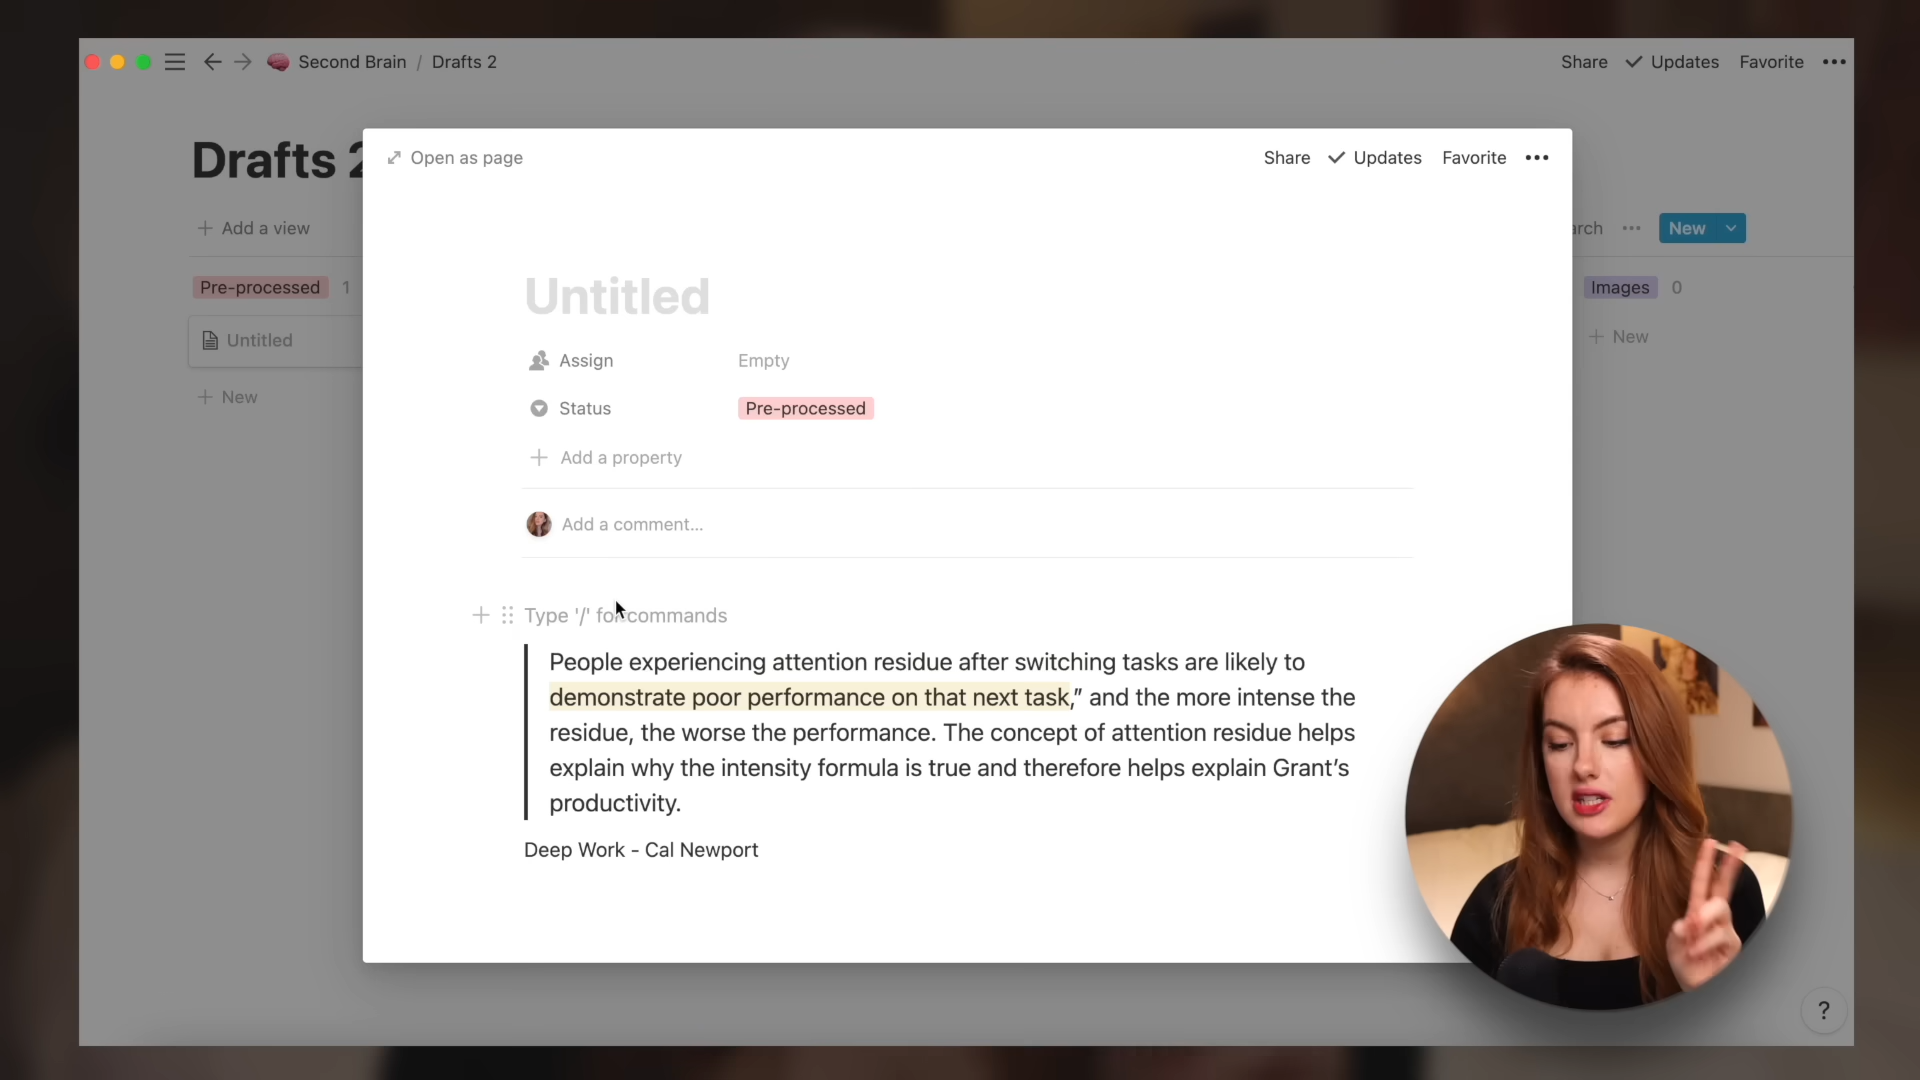 Second Brain / Drafts 2
Share Updates Favorite
Drafts 2
Open as page
Share Updates Favorite
Add a view
New
Pre-processed 1
Images 0
Untitled
Untitled
New
New
Assign Empty
Status Pre-processed
Add a property
Add a comment...
Type '/' for commands
People experiencing attention residue after switching tasks are likely to
demonstrate poor performance on that next task,” and the more intense the
residue, the worse the performance. The concept of attention residue helps
explain why the intensity formula is true and therefore helps explain Grant’s
productivity.
Deep Work - Cal Newport
?